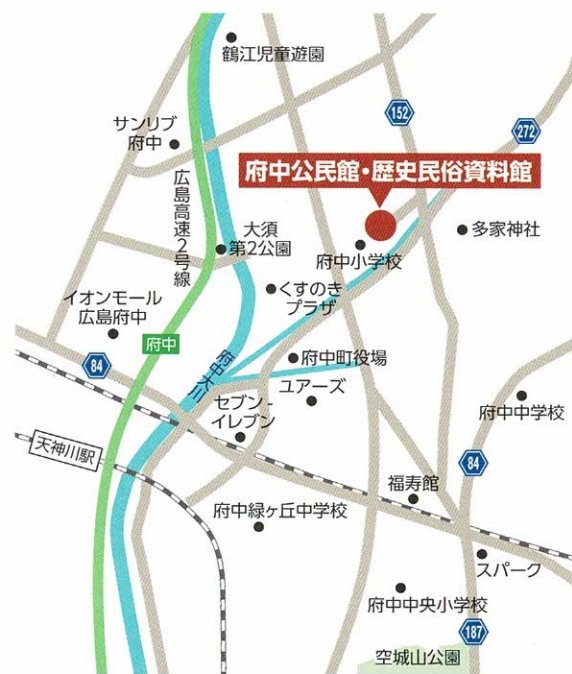 鶴江児童遊園
152
サンリブ
府中
272
府中公民館・歴史民俗資料館
広島高速2号線
大須
第2公園
府中小学校
多家神社
くすのき
プラザ
イオンモール
広島府中
府中
84
府中大川
府中町役場
ユアーズ
セブン-
イレブン
府中中学校
天神川駅
84
福寿館
府中緑ヶ丘中学校
スパーク
府中中央小学校
187
空城山公園